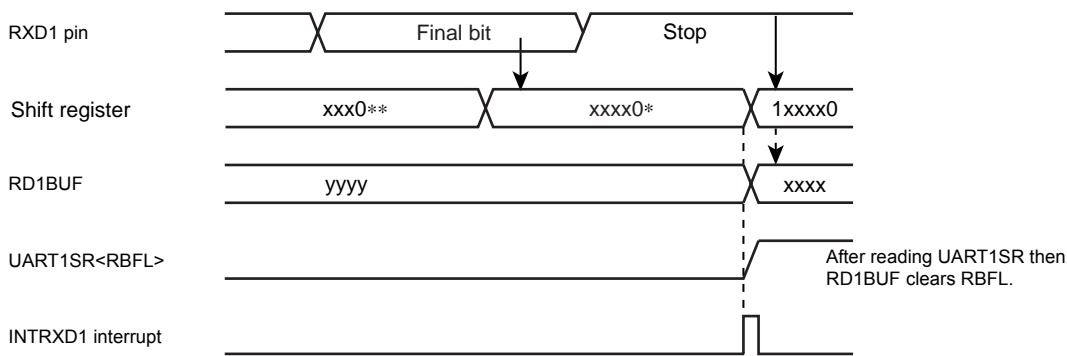 RXD1 pin
Final bit
Stop
Shift register
xxx0**
xxxx0*
1xxxx0
RD1BUF
yyyy
xxxx
UART1SR<RBFL>
After reading UART1SR then
RD1BUF clears RBFL.
INTRXD1 interrupt